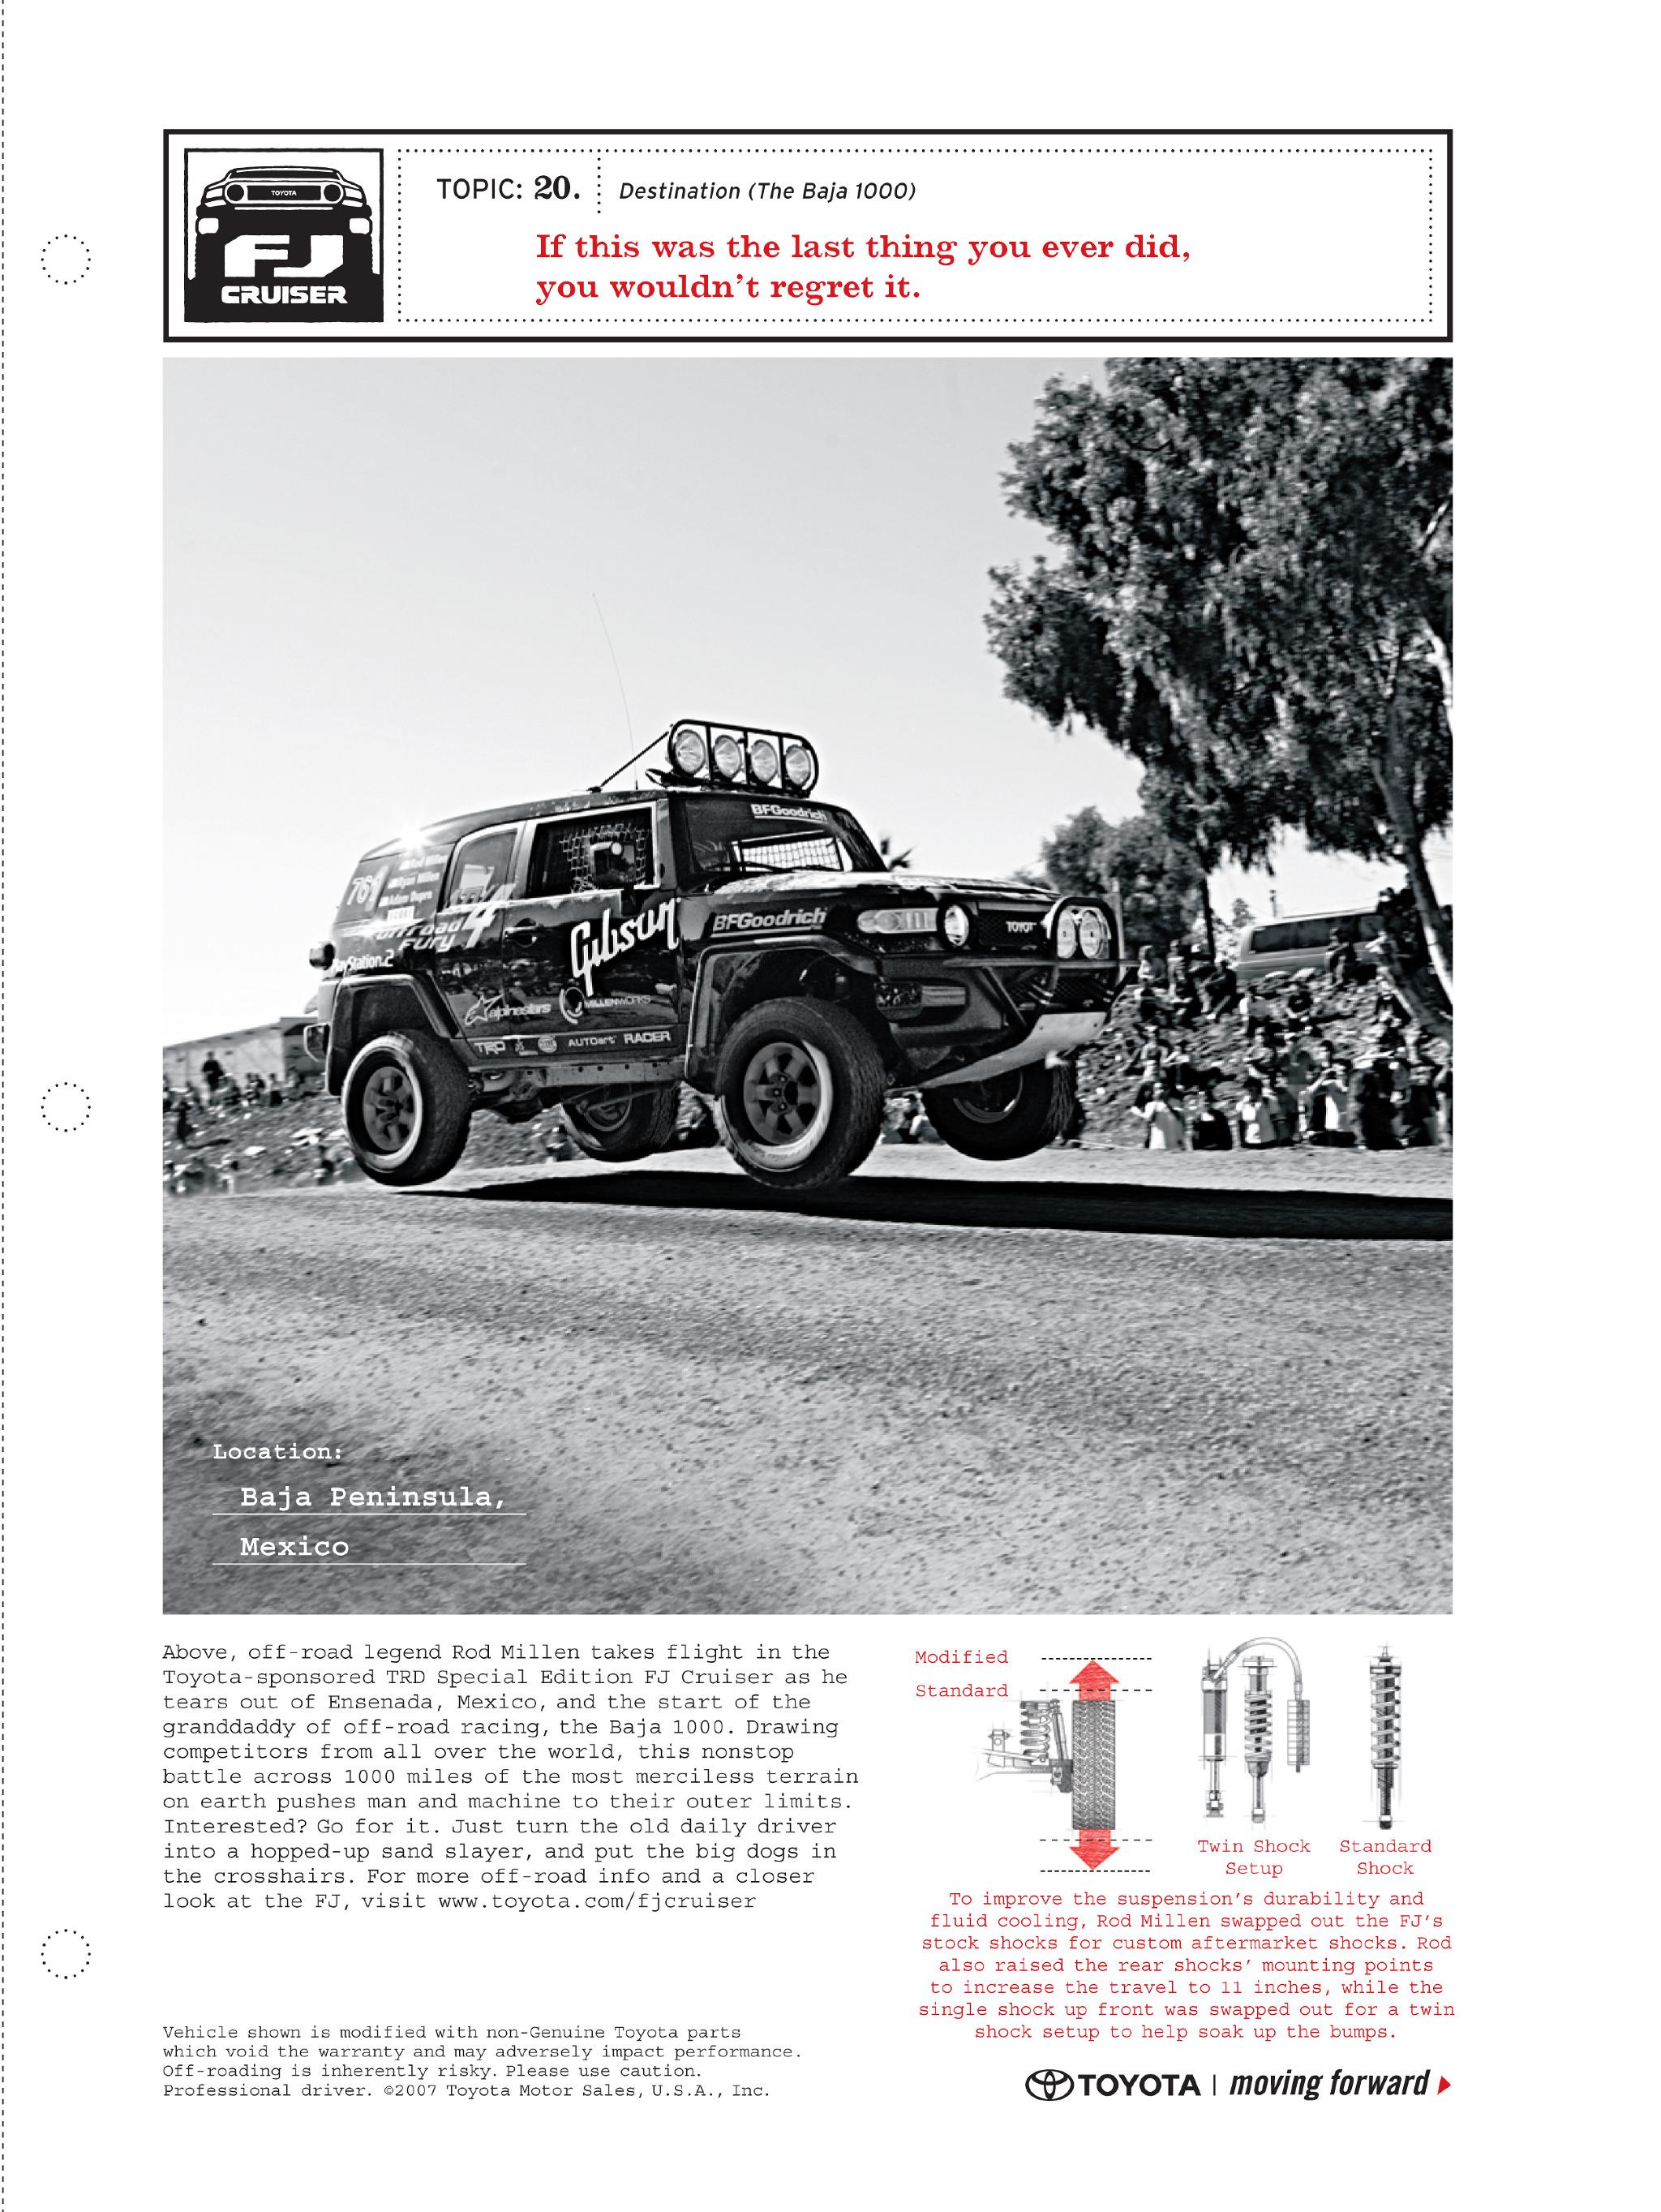 TOYOTA
FJ
CRUISER
TOPIC: 20.
Destination (The Baja 1000)
If this was the last thing you ever did,
you wouldn't regret it.
BFGoodrich
761
Rod Millen
Ryan Millen
offroad
fury 4
PlayStation.2
Gibson
BFGoodrich
TOYOT
alpinestars
MILLENWORKS
TRD
AUTOart
RACER
Location:
Baja Peninsula,
Mexico
Above, off-road legend Rod Millen takes flight in the
Toyota-sponsored TRD Special Edition FJ Cruiser as he
tears out of Ensenada, Mexico, and the start of the
granddaddy of off-road racing, the Baja 1000. Drawing
competitors from all over the world, this nonstop
battle across 1000 miles of the most merciless terrain
on earth pushes man and machine to their outer limits.
Interested? Go for it. Just turn the old daily driver
into a hopped-up sand slayer, and put the big dogs in
the crosshairs. For more off-road info and a closer
look at the FJ, visit www.toyota.com/fjcruiser
Modified
Standard
Twin Shock
Setup
Standard
Shock
To improve the suspension's durability and
fluid cooling, Rod Millen swapped out the FJ's
stock shocks for custom aftermarket shocks. Rod
also raised the rear shocks' mounting points
to increase the travel to 11 inches, while the
single shock up front was swapped out for a twin
shock setup to help soak up the bumps.
Vehicle shown is modified with non-Genuine Toyota parts
which void the warranty and may adversely impact performance.
Off-roading is inherently risky. Please use caution.
Professional driver. ©2007 Toyota Motor Sales, U.S.A., Inc.
TOYOTA | moving forward